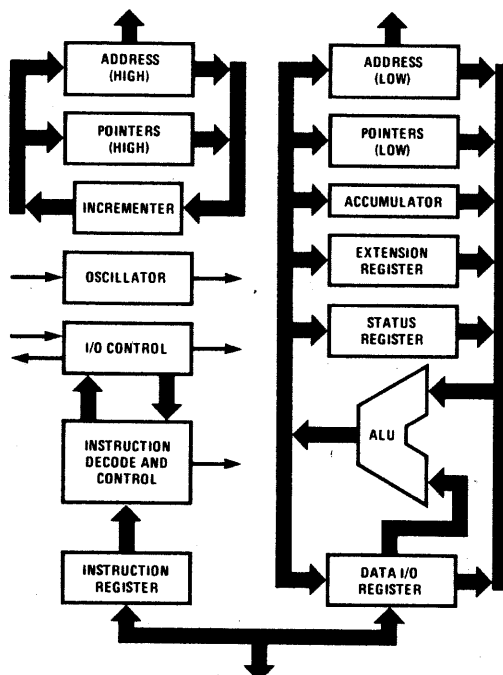 ADDRESS
(HIGH)
POINTERS
(HIGH)
INCREMENTER
OSCILLATOR
I/O CONTROL
INSTRUCTION
DECODE AND
CONTROL
INSTRUCTION
REGISTER
ADDRESS
(LOW)
POINTERS
(LOW)
ACCUMULATOR
EXTENSION
REGISTER
STATUS
REGISTER
ALU
DATA I/O
REGISTER